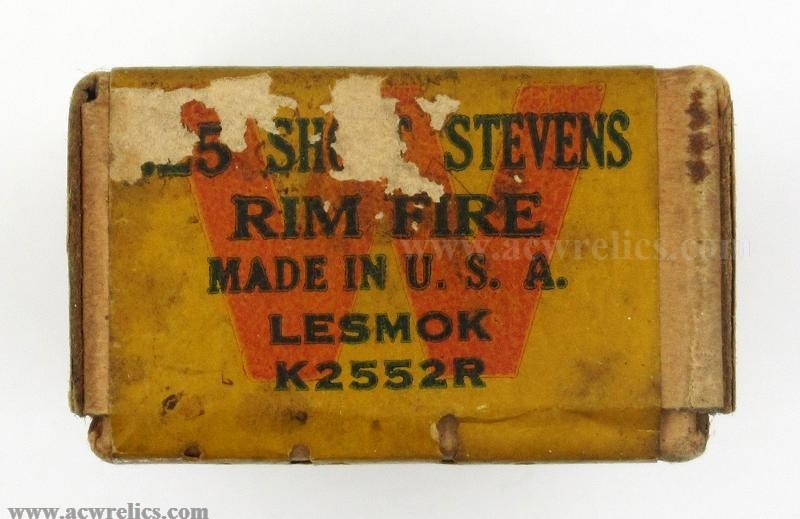 STEVENS
RIM FIRE
MADE IN U. S. A.
LESMOK
K2552R
W
www.acwrelics.com
www.acwrelics.com